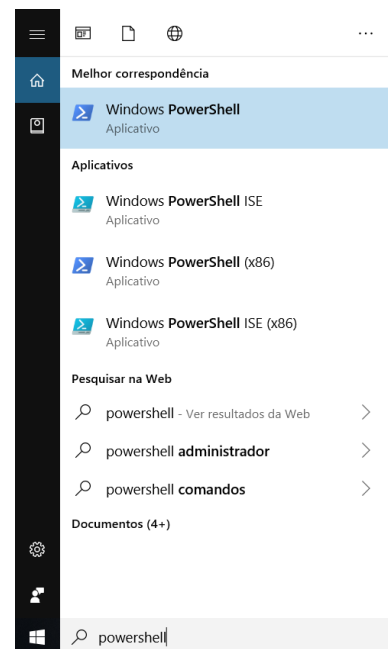 ...
Melhor correspondência
Windows PowerShell
Aplicativo
Aplicativos
Windows PowerShell ISE
Aplicativo
Windows PowerShell (x86)
Aplicativo
Windows PowerShell ISE (x86)
Aplicativo
Pesquisar na Web
powershell - Ver resultados da Web
powershell administrador
powershell comandos
Documentos (4+)
powershell